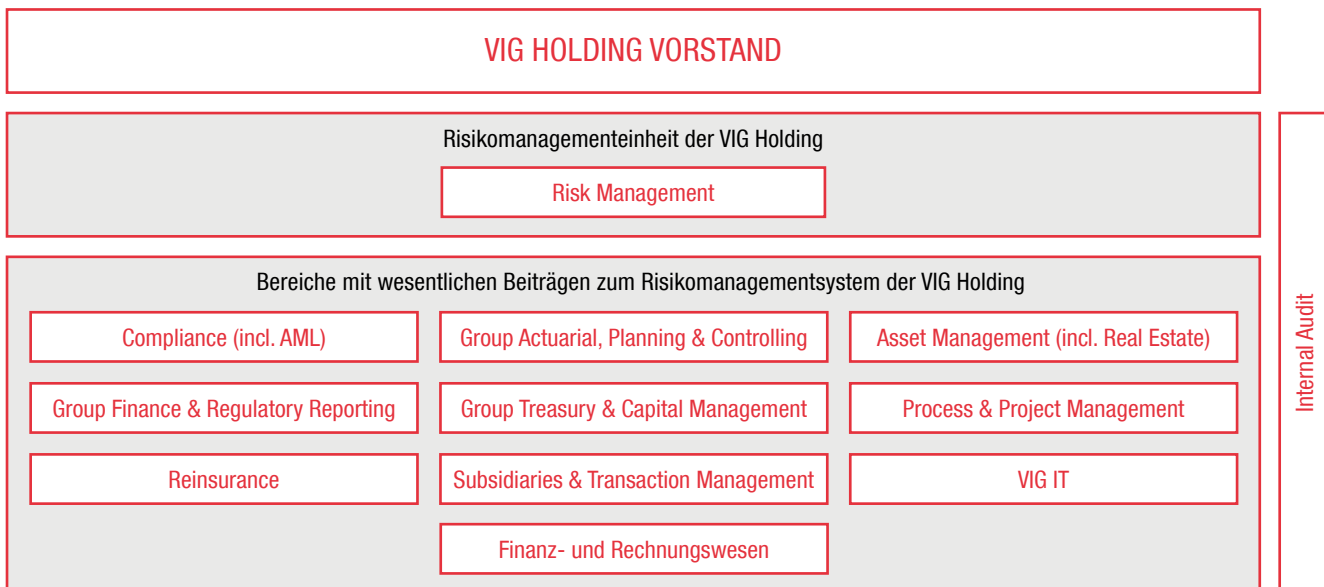 VIG HOLDING VORSTAND
Risikomanagementeinheit der VIG Holding
Risk Management
Bereiche mit wesentlichen Beiträgen zum Risikomanagementsystem der VIG Holding
Compliance (incl. AML)
Group Actuarial, Planning & Controlling
Asset Management (incl. Real Estate)
Group Finance & Regulatory Reporting
Group Treasury & Capital Management
Process & Project Management
Reinsurance
Subsidiaries & Transaction Management
VIG IT
Finanz- und Rechnungswesen
Internal Audit